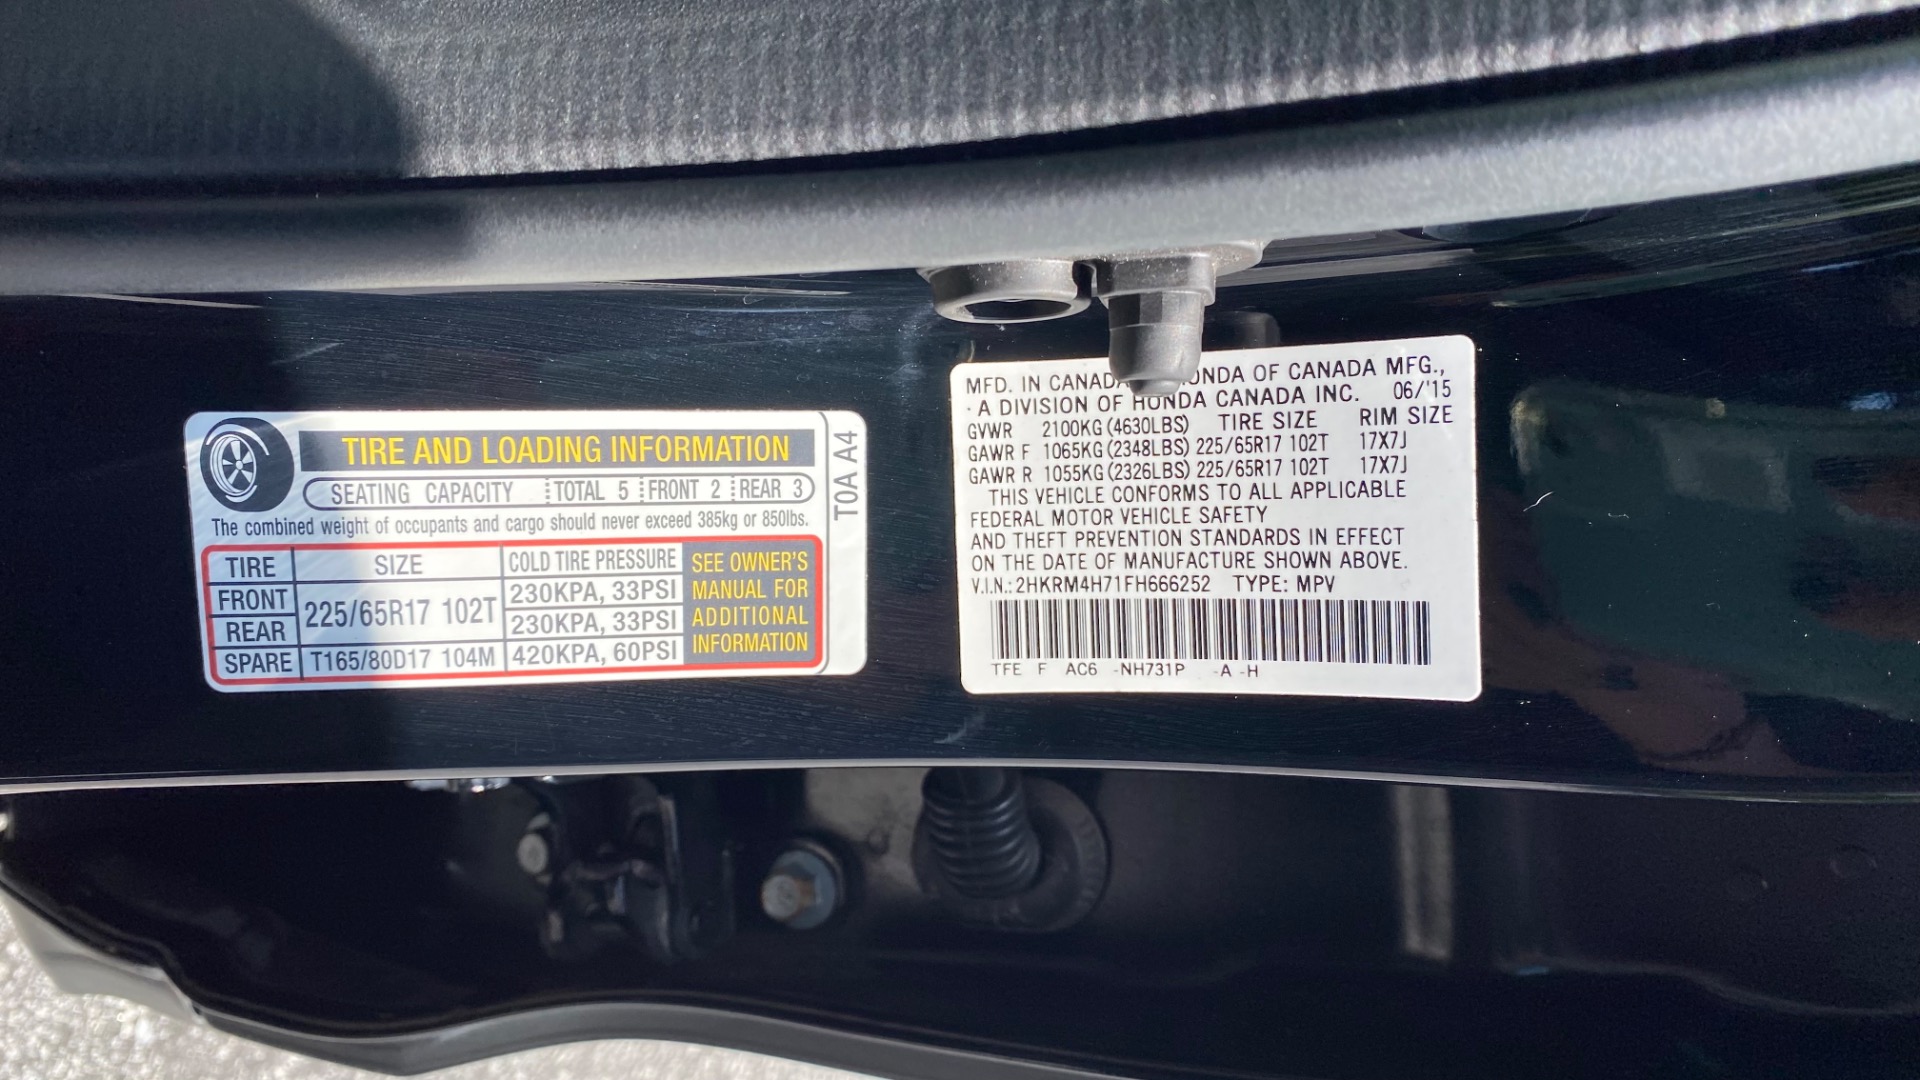 TIRE AND LOADING INFORMATION
SEATING CAPACITY TOTAL 5 FRONT 2 REAR 3
The combined weight of occupants and cargo should never exceed 385kg or 850lbs.
TIRE SIZE COLD TIRE PRESSURE
FRONT 225/65R17 102T 230KPA, 33PSI
REAR 230KPA, 33PSI
SPARE T165/80D17 104M 420KPA, 60PSI
SEE OWNER'S
MANUAL FOR
ADDITIONAL
INFORMATION
T0A A4
MFD. IN CANADA HONDA OF CANADA MFG.,
· A DIVISION OF HONDA CANADA INC. 06/'15
GVWR 2100KG (4630LBS) TIRE SIZE RIM SIZE
GAWR F 1065KG (2348LBS) 225/65R17 102T 17X7J
GAWR R 1055KG (2326LBS) 225/65R17 102T 17X7J
THIS VEHICLE CONFORMS TO ALL APPLICABLE
FEDERAL MOTOR VEHICLE SAFETY
AND THEFT PREVENTION STANDARDS IN EFFECT
ON THE DATE OF MANUFACTURE SHOWN ABOVE.
V.I.N.: 2HKRM4H71FH666252 TYPE: MPV
TFE F AC6 -NH731P -A -H